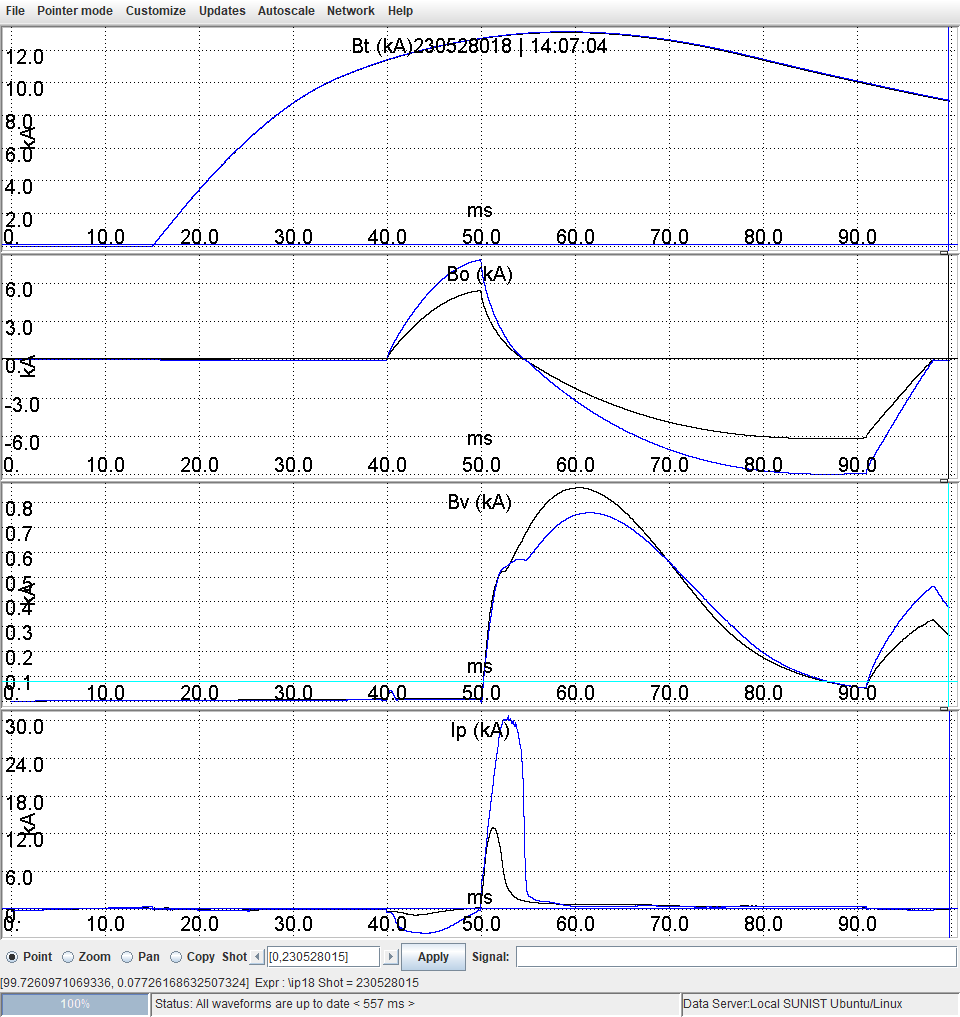 File Pointer mode Customize Updates Autoscale Network Help
Bt (kA)230528018 | 14:07:04
12.0
10.0
8.0
kA
6.0
4.0
2.0
ms
0. 10.0 20.0 30.0 40.0 50.0 60.0 70.0 80.0 90.0
Bo (kA)
6.0
3.0
0.
kA
-3.0
-6.0
ms
0. 10.0 20.0 30.0 40.0 50.0 60.0 70.0 80.0 90.0
Bv (kA)
0.8
0.7
0.6
0.5
kA
0.4
0.3
0.2
ms
0.1
0. 10.0 20.0 30.0 40.0 50.0 60.0 70.0 80.0 90.0
Ip (kA)
30.0
24.0
18.0
kA
12.0
6.0
ms
0. 10.0 20.0 30.0 40.0 50.0 60.0 70.0 80.0 90.0
Point Zoom Pan Copy Shot [0,230528015] Apply Signal:
[99.7260971069336, 0.07726168632507324] Expr : \ip18 Shot = 230528015
100% Status: All waveforms are up to date < 557 ms > Data Server:Local SUNIST Ubuntu/Linux